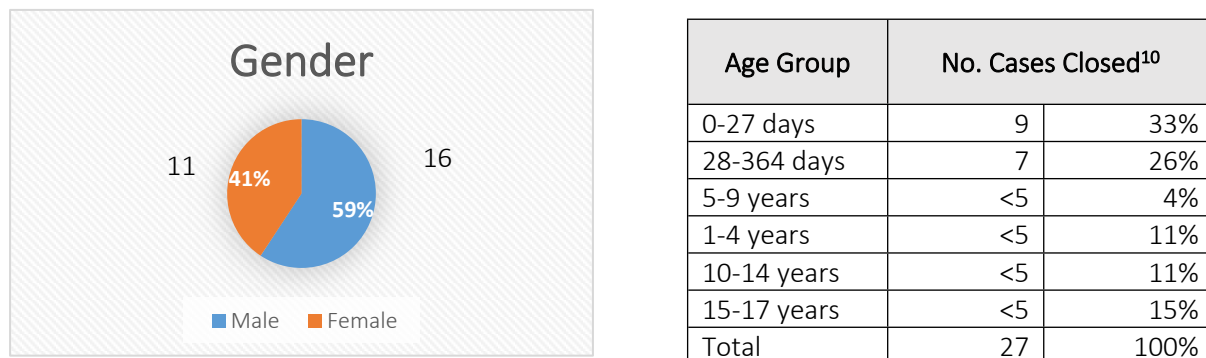 Gender
11
16
41%
59%
Male Female
Age Group No. Cases Closed10
0-27 days 9 33%
28-364 days 7 26%
5-9 years <5 4%
1-4 years <5 11%
10-14 years <5 11%
15-17 years <5 15%
Total 27 100%